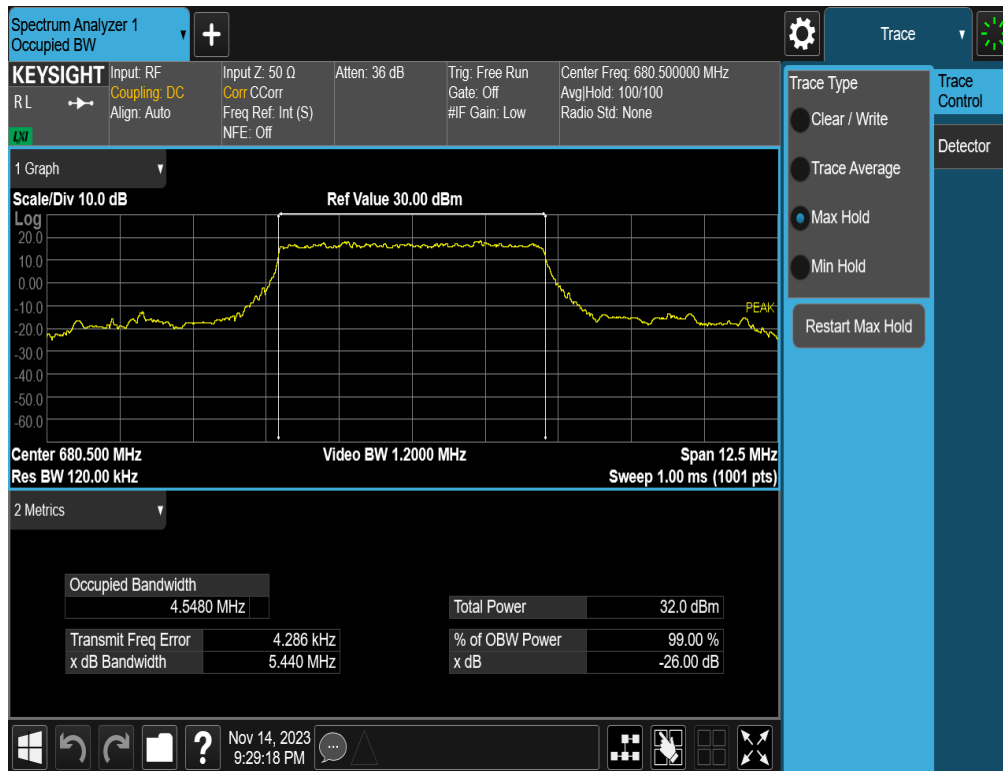 Spectrum Analyzer 1
Occupied BW
+
Trace
KEYSIGHT
RL
LXI
Input: RF
Coupling: DC
Align: Auto
Input Z: 50 Ω
Corr CCorr
Freq Ref: Int (S)
NFE: Off
Atten: 36 dB
Trig: Free Run
Gate: Off
#IF Gain: Low
Center Freq: 680.500000 MHz
Avg|Hold: 100/100
Radio Std: None
Trace Type
Clear / Write
Trace Average
Max Hold
Min Hold
Restart Max Hold
Trace
Control
Detector
1 Graph
Scale/Div 10.0 dB
Ref Value 30.00 dBm
Log
20.0
10.0
0.00
-10.0
-20.0
-30.0
-40.0
-50.0
-60.0
PEAK
Center 680.500 MHz
Video BW 1.2000 MHz
Span 12.5 MHz
Res BW 120.00 kHz
Sweep 1.00 ms (1001 pts)
2 Metrics
Occupied Bandwidth
4.5480 MHz
Total Power 32.0 dBm
Transmit Freq Error 4.286 kHz
% of OBW Power 99.00 %
x dB Bandwidth 5.440 MHz
x dB -26.00 dB
?
Nov 14, 2023
9:29:18 PM